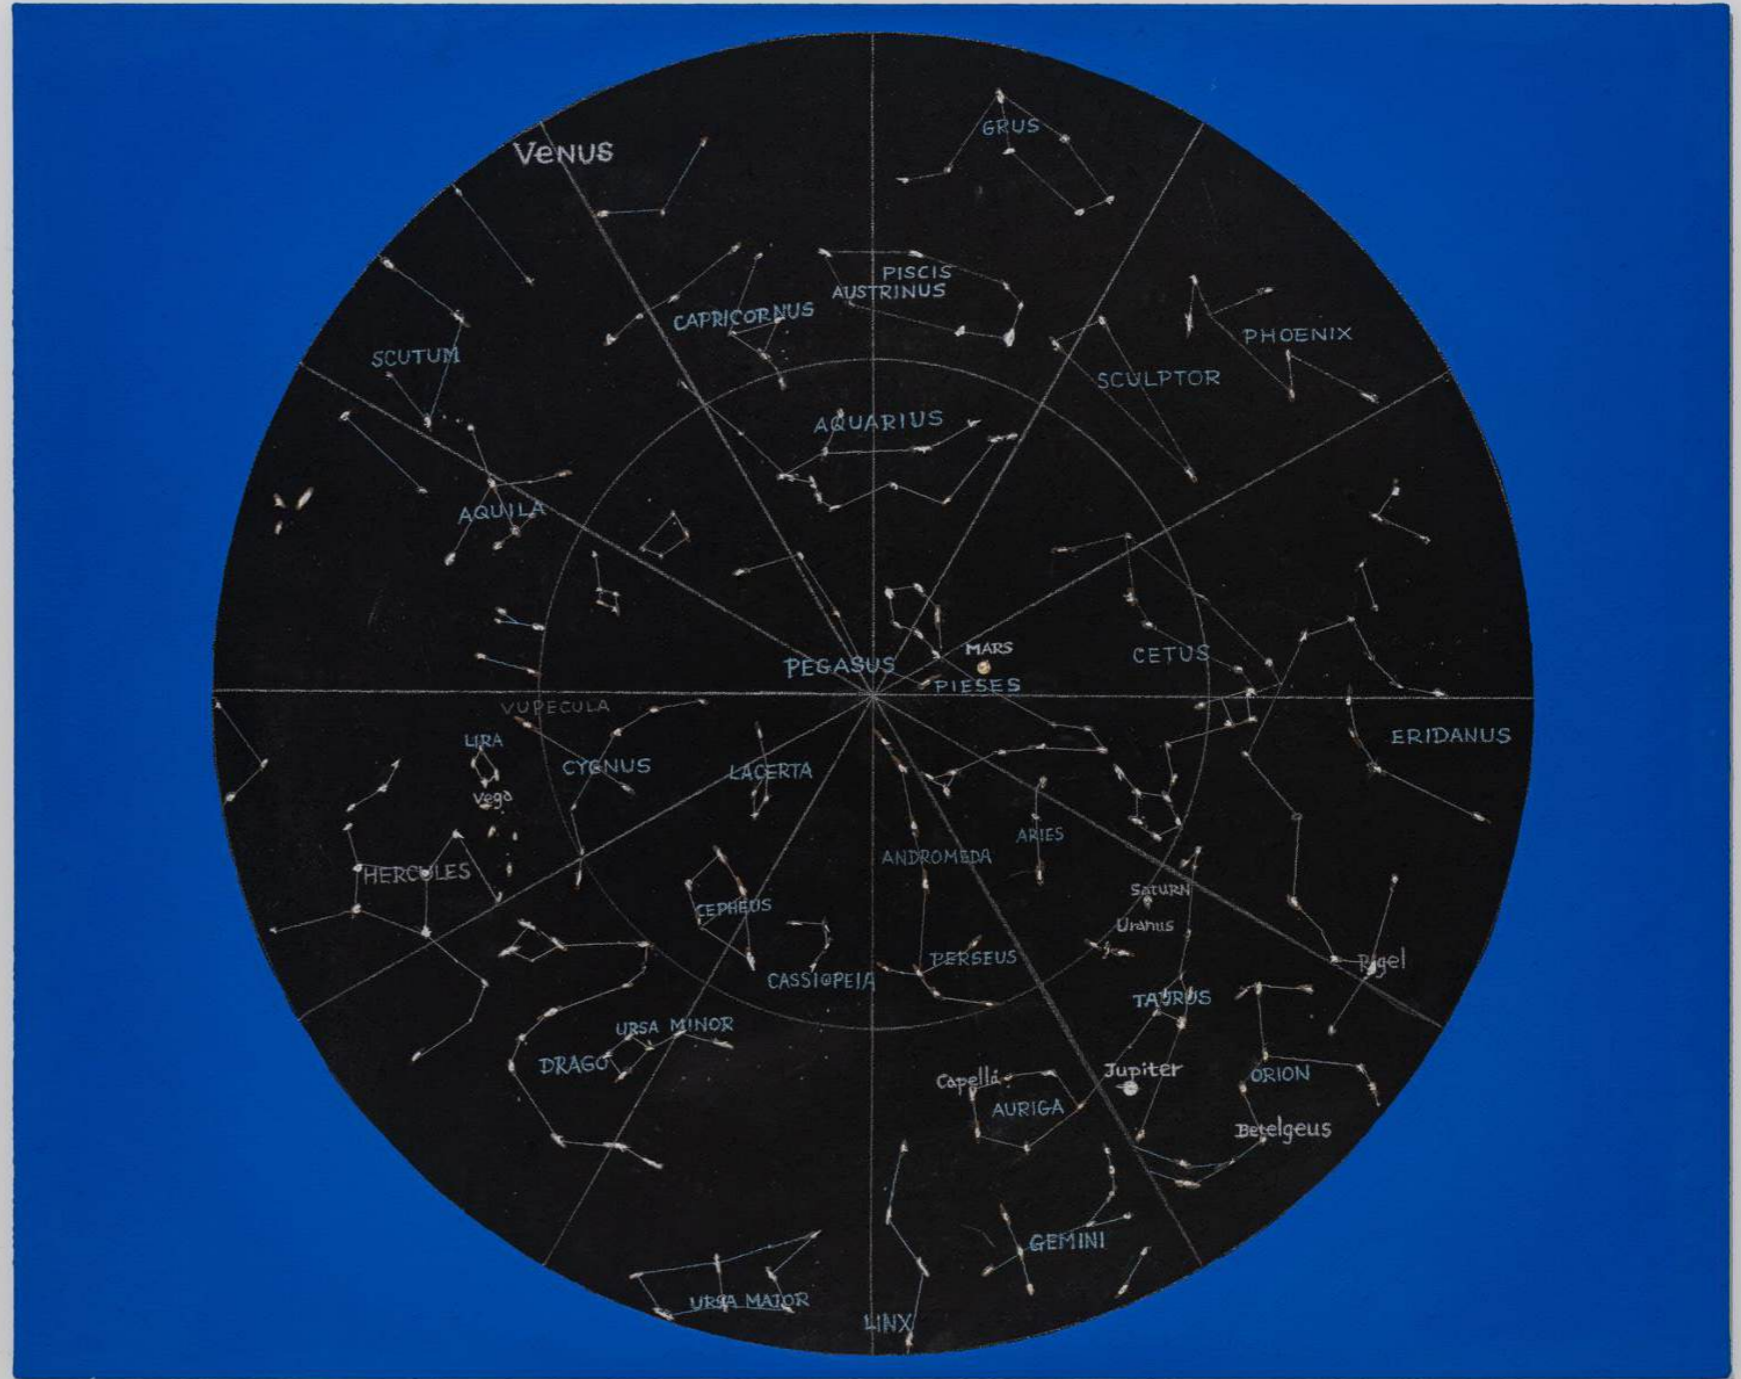 GRUS
VeNUS
PISCIS
AUSTRINUS
CAPRICORNUS
PHOENIX
SCUTUM
SCULPTOR
AQUARIUS
AQUILA
MARS
CETUS
PEGASUS
PIESES
VUPECULA
ERIDANUS
LIRA
CYGNUS
LACERTA
Vega
ARIES
ANDROMEDA
HERCULES
Saturn
CEPHEUS
Uranus
PERSEUS
Rigel
CASSIOPEIA
TAURUS
URSA MINOR
DRAGO
Jupiter
ORION
Capella
AURIGA
Betelgeus
GEMINI
URSA MAJOR
LINX